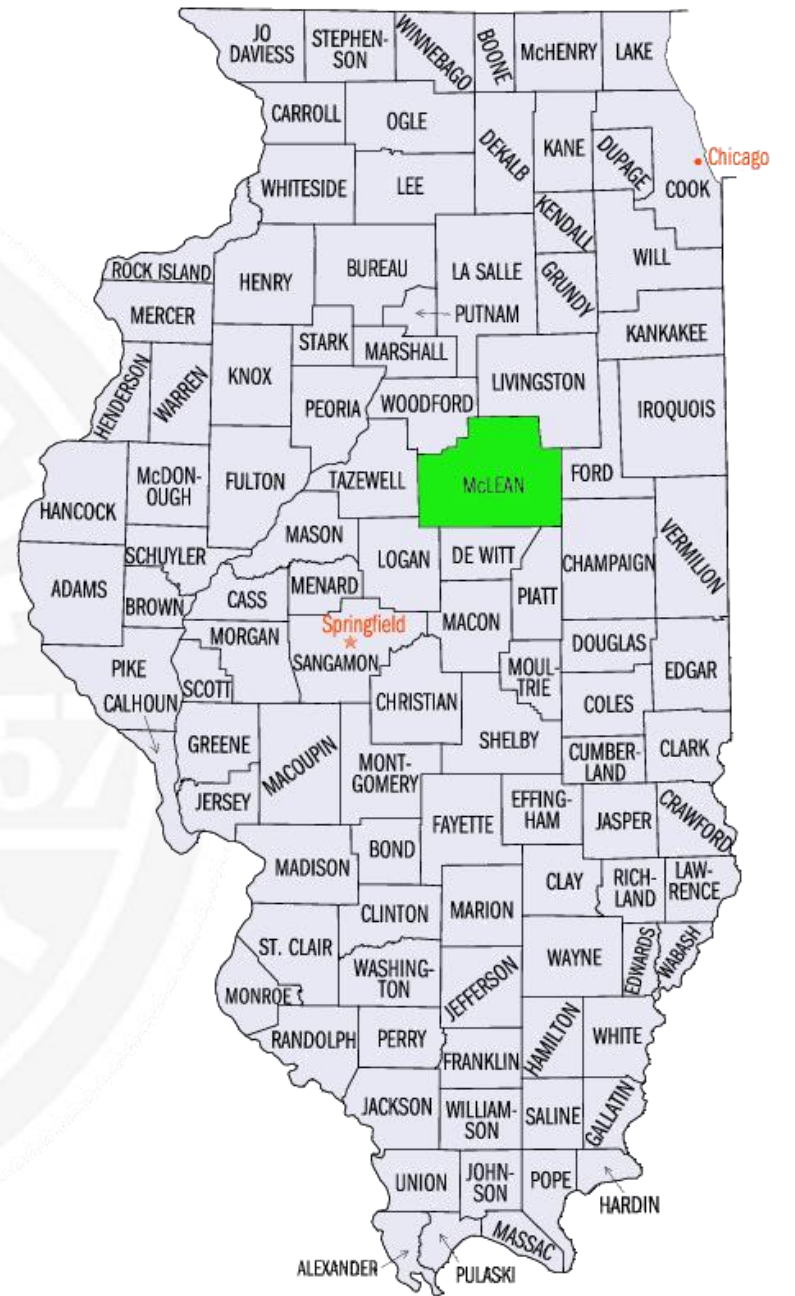 JO
DAVIESS
STEPHEN-
SON
WINNEBAGO
BOONE
McHENRY
LAKE
CARROLL
OGLE
DEKALB
KANE
DUPAGE
Chicago
COOK
WHITESIDE
LEE
KENDALL
WILL
ROCK ISLAND
HENRY
BUREAU
LA SALLE
GRUNDY
MERCER
PUTNAM
STARK
MARSHALL
KANKAKEE
HENDERSON
WARREN
KNOX
PEORIA
WOODFORD
LIVINGSTON
IROQUOIS
HANCOCK
McDON-
OUGH
FULTON
TAZEWELL
McLEAN
FORD
MASON
SCHUYLER
LOGAN
DE WITT
CHAMPAIGN
VERMILION
ADAMS
BROWN
CASS
MENARD
PIATT
MORGAN
Springfield
SANGAMON
MACON
DOUGLAS
PIKE
SCOTT
CHRISTIAN
MOUL-
TRIE
EDGAR
CALHOUN
COLES
GREENE
MACOUPIN
MONT-
GOMERY
SHELBY
CUMBER-
LAND
CLARK
JERSEY
FAYETTE
EFFING-
HAM
JASPER
CRAWFORD
MADISON
BOND
CLAY
RICH-
LAND
LAW-
RENCE
CLINTON
MARION
ST. CLAIR
WASHING-
TON
JEFFERSON
WAYNE
EDWARDS
WABASH
MONROE
RANDOLPH
PERRY
FRANKLIN
HAMILTON
WHITE
JACKSON
WILLIAM-
SON
SALINE
GALLATIN
UNION
JOHN-
SON
POPE
HARDIN
MASSAC
ALEXANDER
PULASKI
57